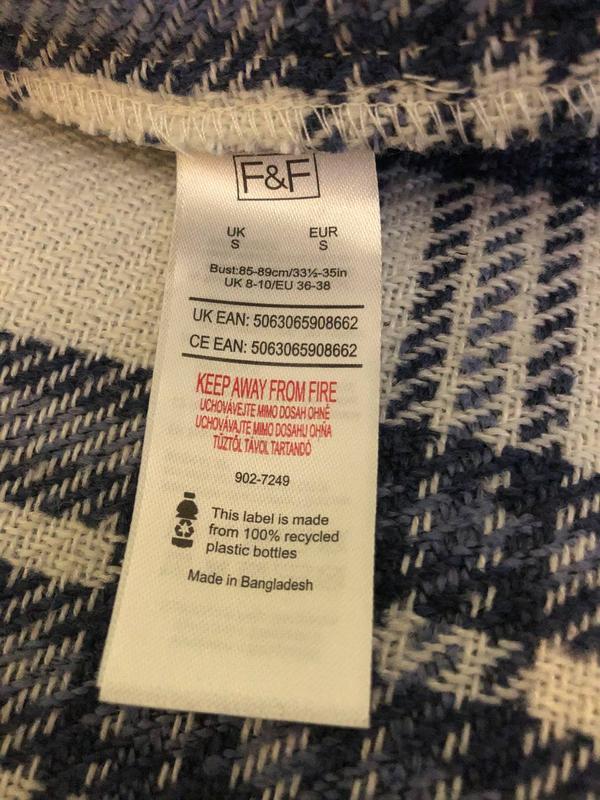 F&F
UK EUR
S S
Bust:85-89cm/33½-35in
UK 8-10/EU 36-38
UK EAN: 5063065908662
CE EAN: 5063065908662
KEEP AWAY FROM FIRE
UCHOVÁVEJTE MIMO DOSAH OHNĚ
UCHOVÁVAJTE MIMO DOSAHU OHŇA
TŰZTŐL TÁVOL TARTANDÓ
902-7249
This label is made
from 100% recycled
plastic bottles
Made in Bangladesh